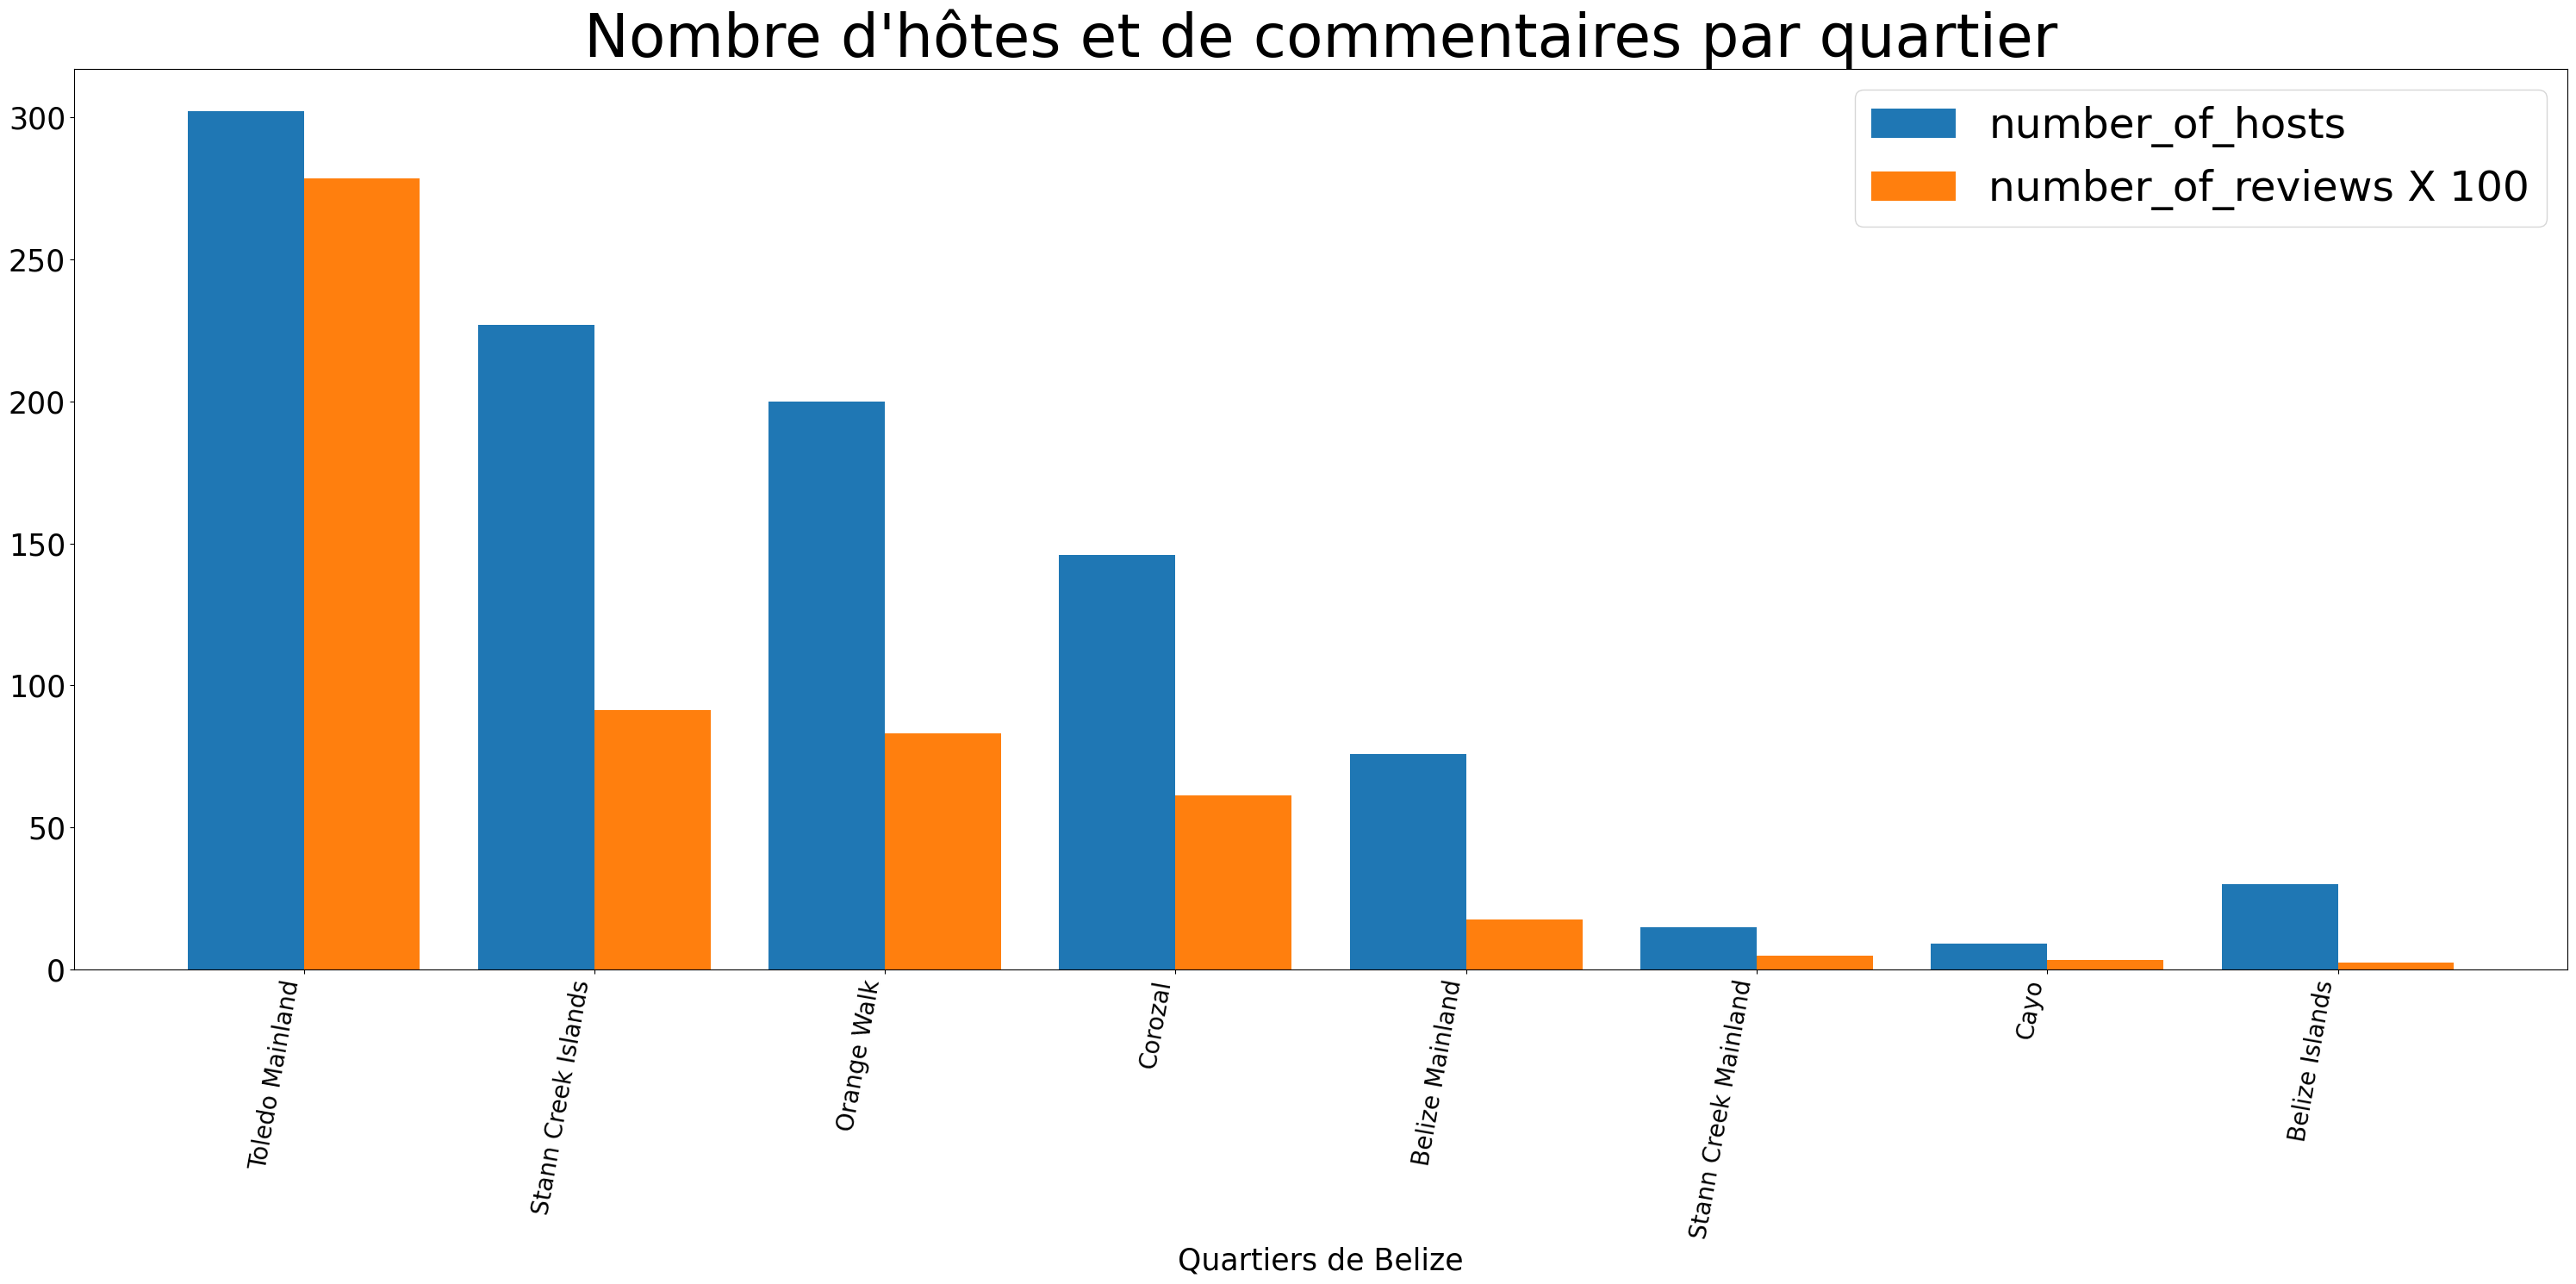 Nombre d'hôtes et de commentaires par quartier
number_of_hosts
number_of_reviews X 100
300
250
200
150
100
50
0
Toledo Mainland
Stann Creek Islands
Orange Walk
Corozal
Belize Mainland
Stann Creek Mainland
Cayo
Belize Islands
Quartiers de Belize